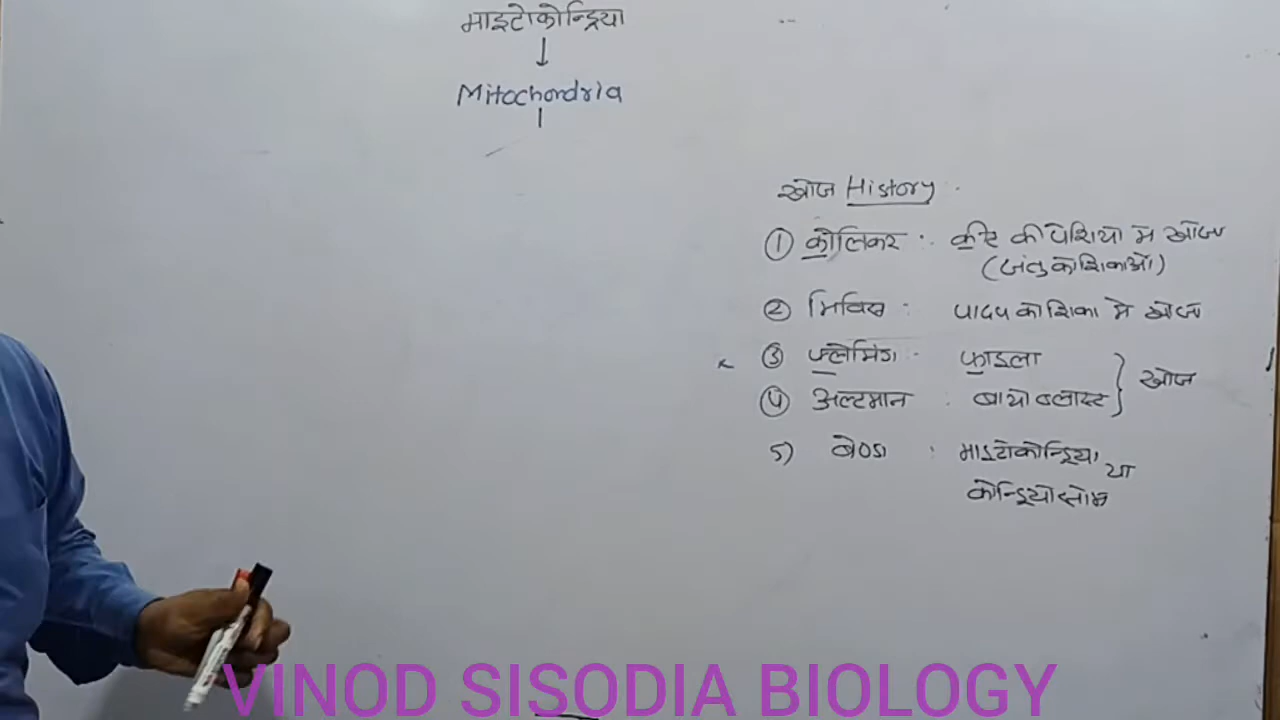 माइटोकोन्ड्रिया
Mitochondria
खोज History
① कोलिकर : कीट की पेशियो मे खोजा
(जंतु कोशिकाओं)
② मिविस : पादप कोशिका मे खोजा
③ फ्लेमिंग फाइला
④ अल्टमान : बायोब्लास्ट } खोज
5) बेण्डा : माइटोकोन्ड्रिया या
कोन्ड्रियोसोम
VINOD SISODIA BIOLOGY